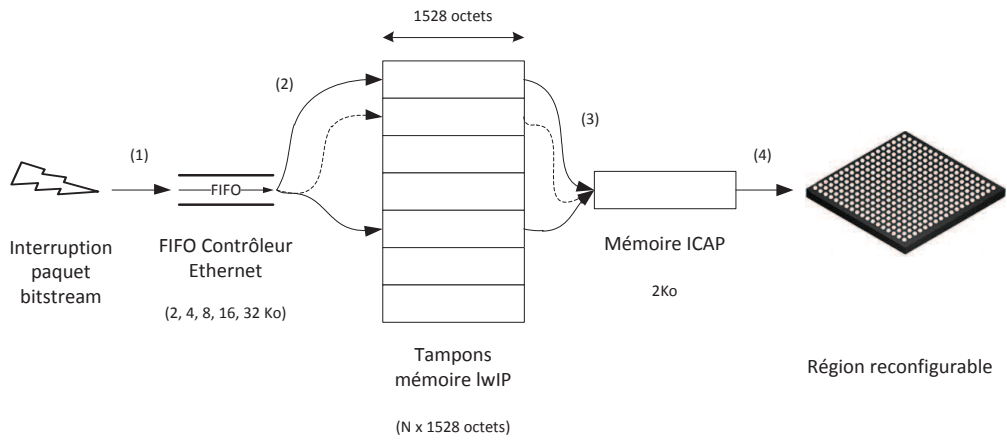 1528 octets
(2)
(3)
(1)
(4)
FIFO
Interruption
paquet
bitstream
FIFO Contrôleur
Ethernet
(2, 4, 8, 16, 32 Ko)
Mémoire ICAP
2Ko
Tampons
mémoire lwIP
(N x 1528 octets)
Région reconfigurable